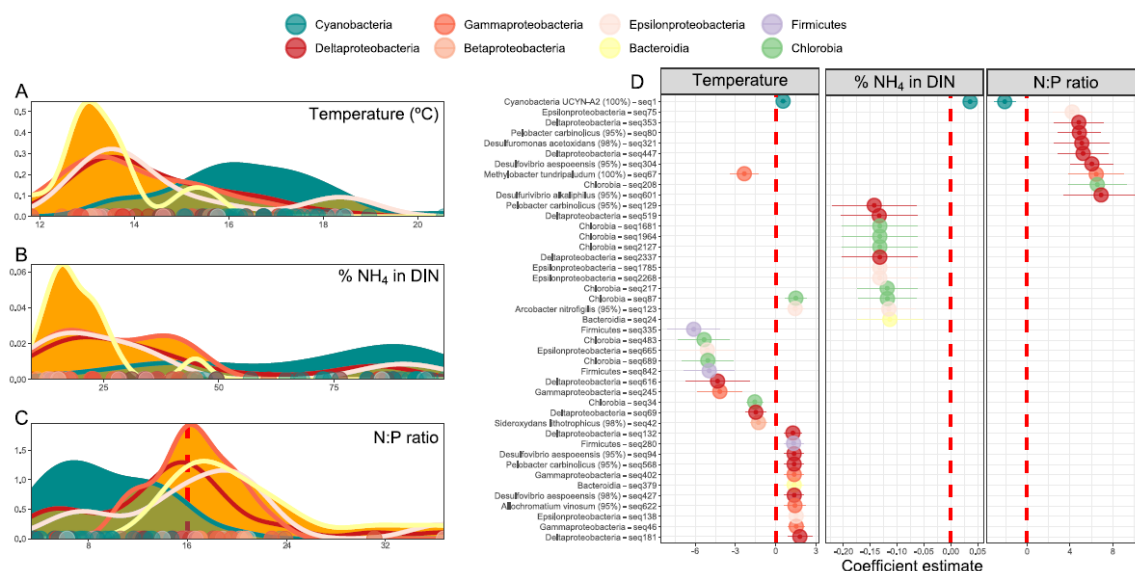 Cyanobacteria Gammaproteobacteria Epsilonproteobacteria Firmicutes
Deltaproteobacteria Betaproteobacteria Bacteroidia Chlorobia
A
Temperature (ºC)
0,5
0,4
0,3
0,2
0,1
0,0
12 14 16 18 20
B
% NH4 in DIN
0,06
0,04
0,02
0,00
25 50 75
C
N:P ratio
1,5
1,0
0,5
0,0
8 16 24 32
D
Temperature % NH4 in DIN N:P ratio
Cyanobacteria UCYN-A2 (100%) - seq1
Epsilonproteobacteria - seq75
Deltaproteobacteria - seq353
Pelobacter carbinolicus (95%) - seq80
Desulfuromonas acetoxidans (98%) - seq321
Deltaproteobacteria - seq447
Desulfovibrio aespoeensis (95%) - seq304
Methylobacter tundripaludum (100%) - seq67
Chlorobia - seq208
Desulfurivibrio alkaliphilus (95%) - seq601
Pelobacter carbinolicus (95%) - seq129
Deltaproteobacteria - seq519
Chlorobia - seq1681
Chlorobia - seq1964
Chlorobia - seq2127
Deltaproteobacteria - seq2337
Epsilonproteobacteria - seq1785
Epsilonproteobacteria - seq2268
Chlorobia - seq217
Chlorobia - seq87
Arcobacter nitrofigilis (95%) - seq123
Bacteroidia - seq24
Firmicutes - seq335
Chlorobia - seq483
Epsilonproteobacteria - seq665
Chlorobia - seq689
Firmicutes - seq842
Deltaproteobacteria - seq616
Gammaproteobacteria - seq245
Chlorobia - seq34
Deltaproteobacteria - seq69
Sideroxydans lithotrophicus (98%) - seq42
Deltaproteobacteria - seq132
Firmicutes - seq280
Desulfovibrio aespoeensis (95%) - seq94
Pelobacter carbinolicus (95%) - seq568
Gammaproteobacteria - seq402
Bacteroidia - seq379
Desulfovibrio aespoeensis (98%) - seq427
Allochromatium vinosum (95%) - seq622
Epsilonproteobacteria - seq138
Gammaproteobacteria - seq46
Deltaproteobacteria - seq181
-6 -3 0 3 -0.20 -0.15 -0.10 -0.05 0.00 0.05 0 4 8
Coefficient estimate